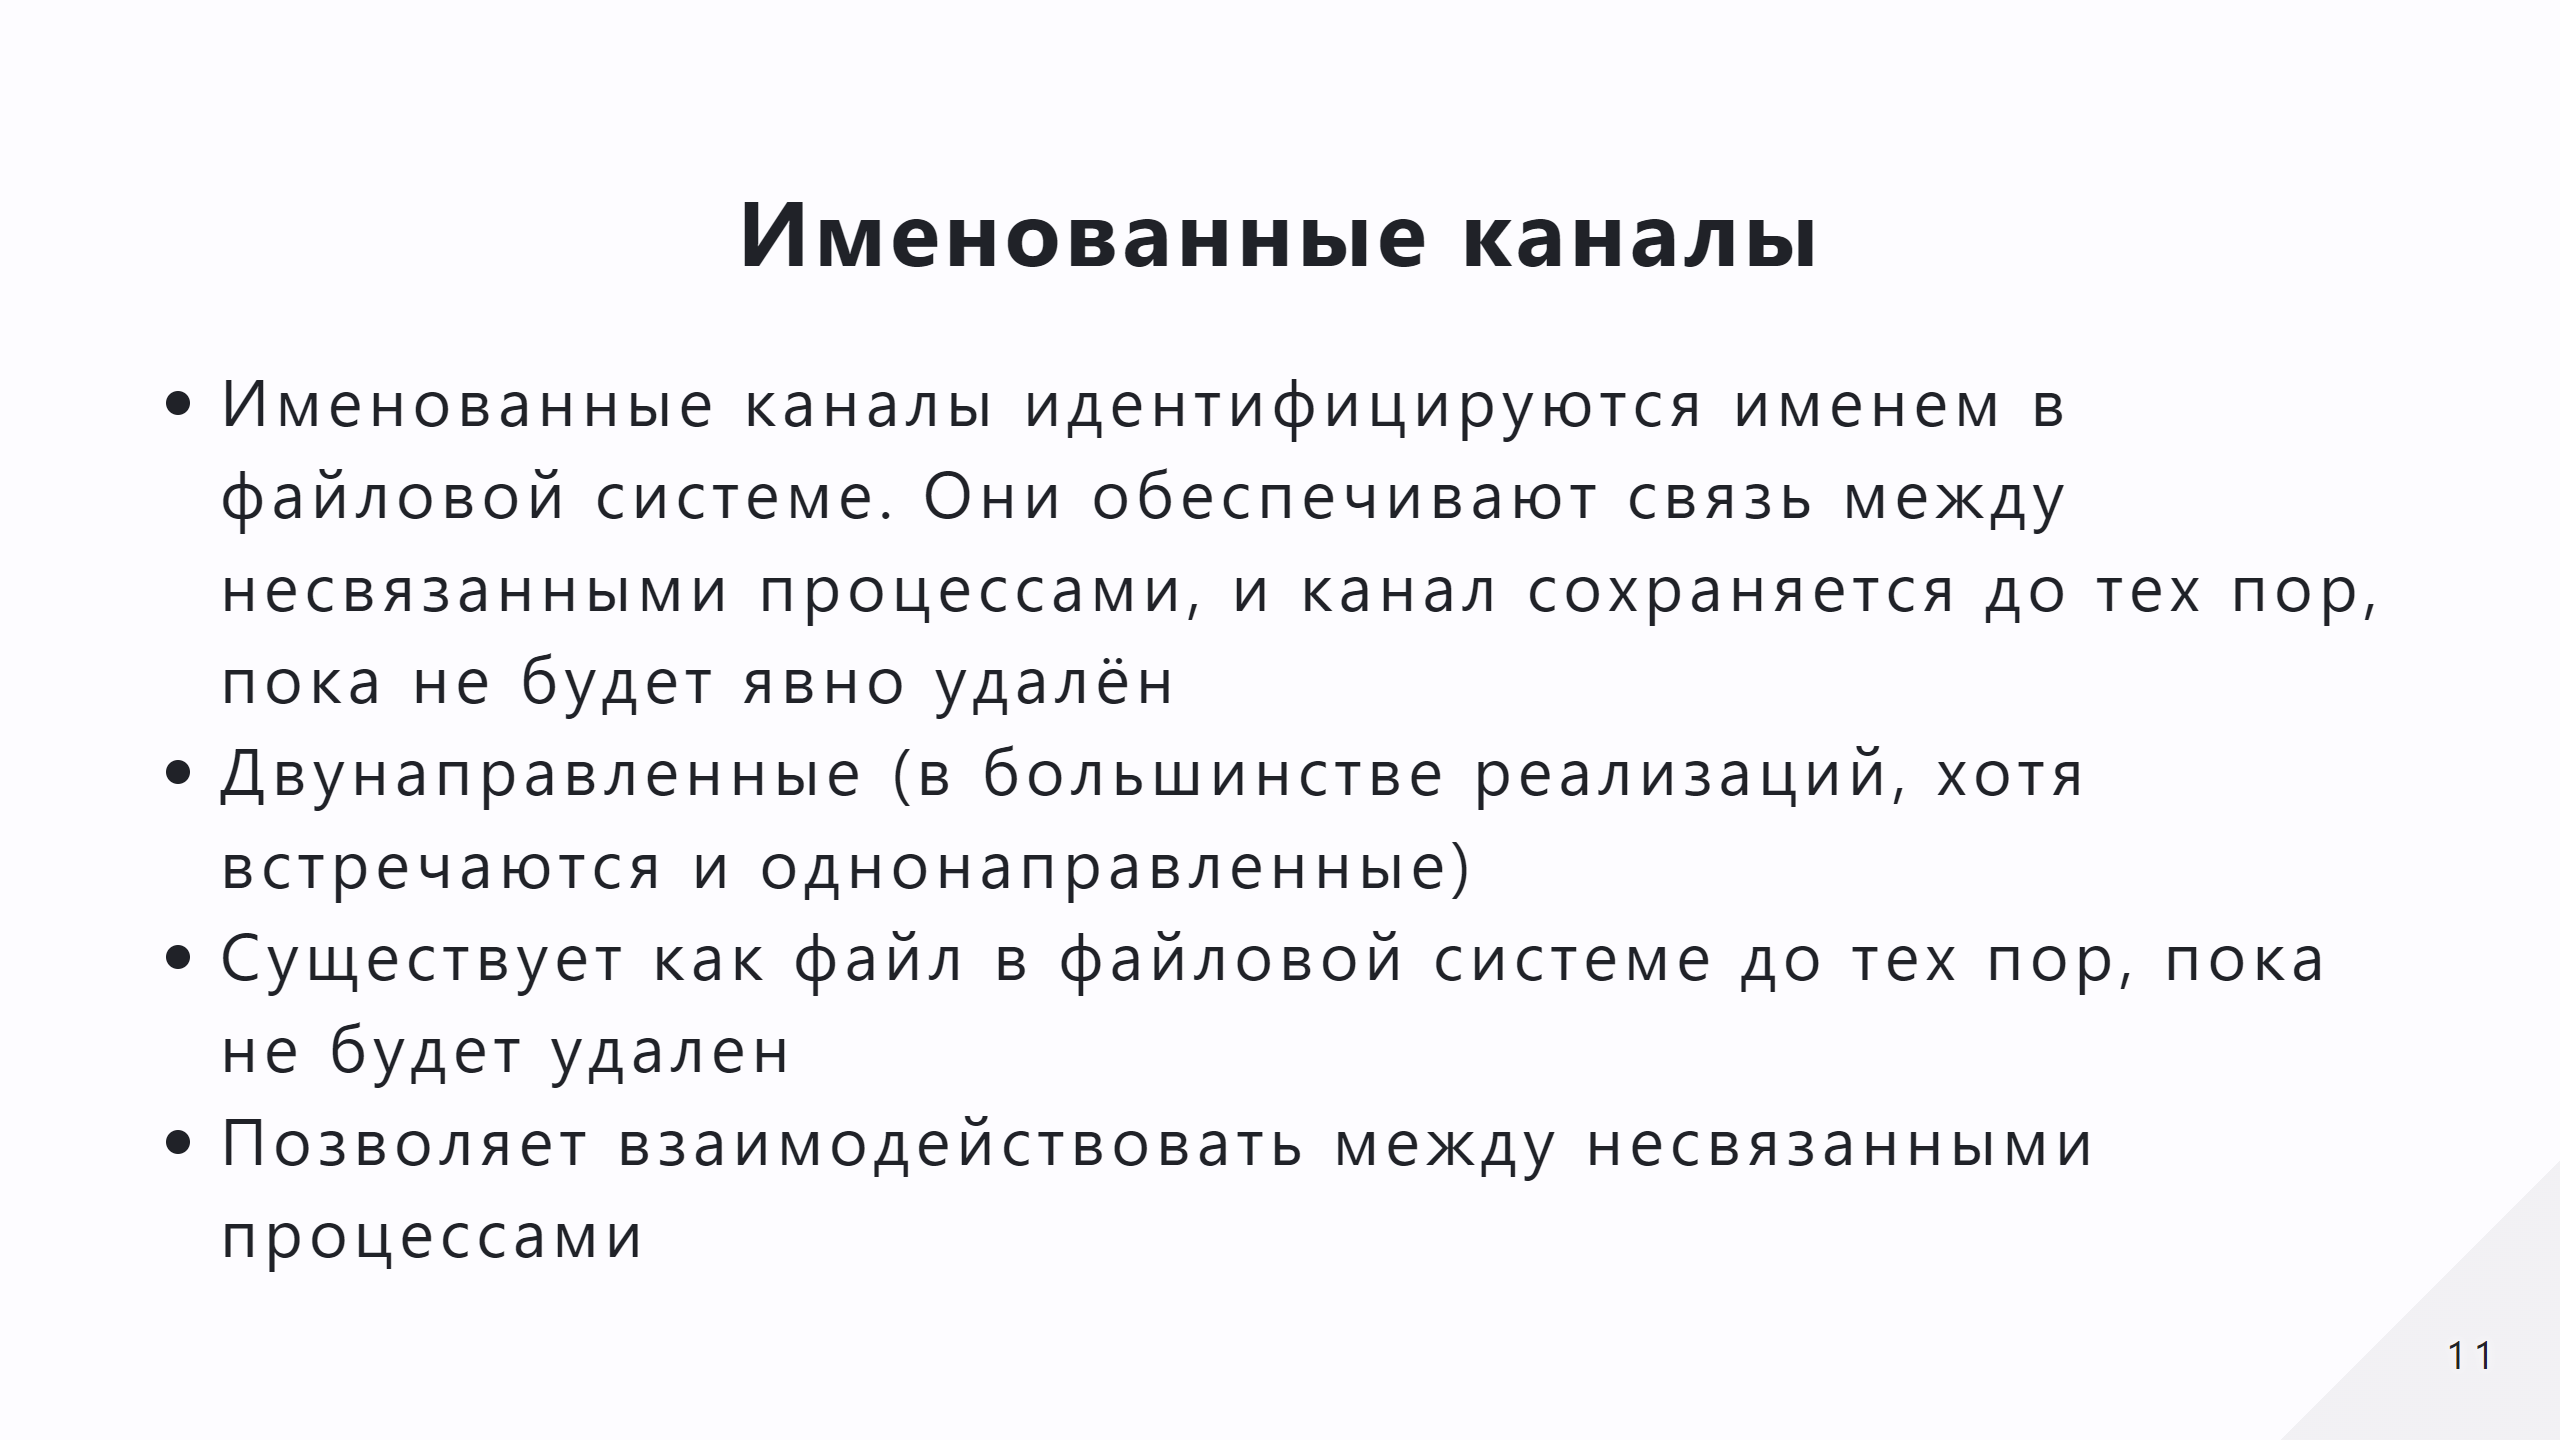 Именованные каналы
• Именованные каналы идентифицируются именем в
файловой системе. Они обеспечивают связь между
несвязанными процессами, и канал сохраняется до тех пор,
пока не будет явно удалён
• Двунаправленные (в большинстве реализаций, хотя
встречаются и однонаправленные)
• Существует как файл в файловой системе до тех пор, пока
не будет удален
• Позволяет взаимодействовать между несвязанными
процессами
11